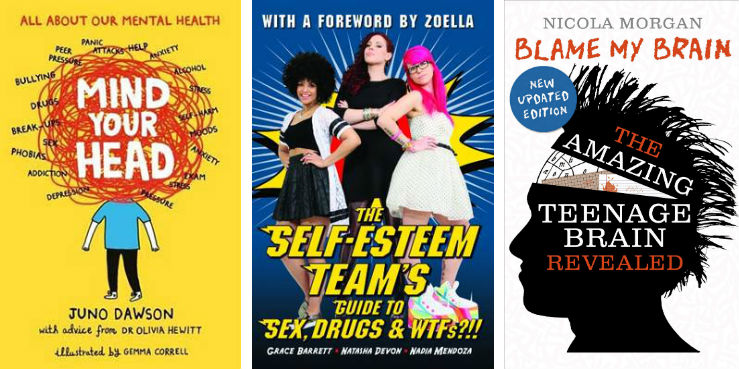 ALL ABOUT OUR MENTAL HEALTH
PANIC
ATTACKS
HELP
ANXIETY
PEER
PRESSURE
BULLYING
ALCOHOL
STRESS
DRUGS
SELF-HARM
BREAK-UPS
MOODS
SEX
PHOBIAS
ANXIETY
ADDICTION
EXAM
STRESS
DEPRESSION
PRESSURE
MIND
YOUR
HEAD
JUNO DAWSON
with advice from DR OLIVIA HEWITT
illustrated by GEMMA CORRELL
WITH A FOREWORD BY ZOELLA
THE
SELF-ESTEEM
TEAM'S
GUIDE TO
SEX, DRUGS & WTFs?!!
GRACE BARRETT • NATASHA DEVON • NADIA MENDOZA
NICOLA MORGAN
BLAME MY BRAIN
NEW
UPDATED
EDITION
THE
AMAZING
TEENAGE
BRAIN
REVEALED